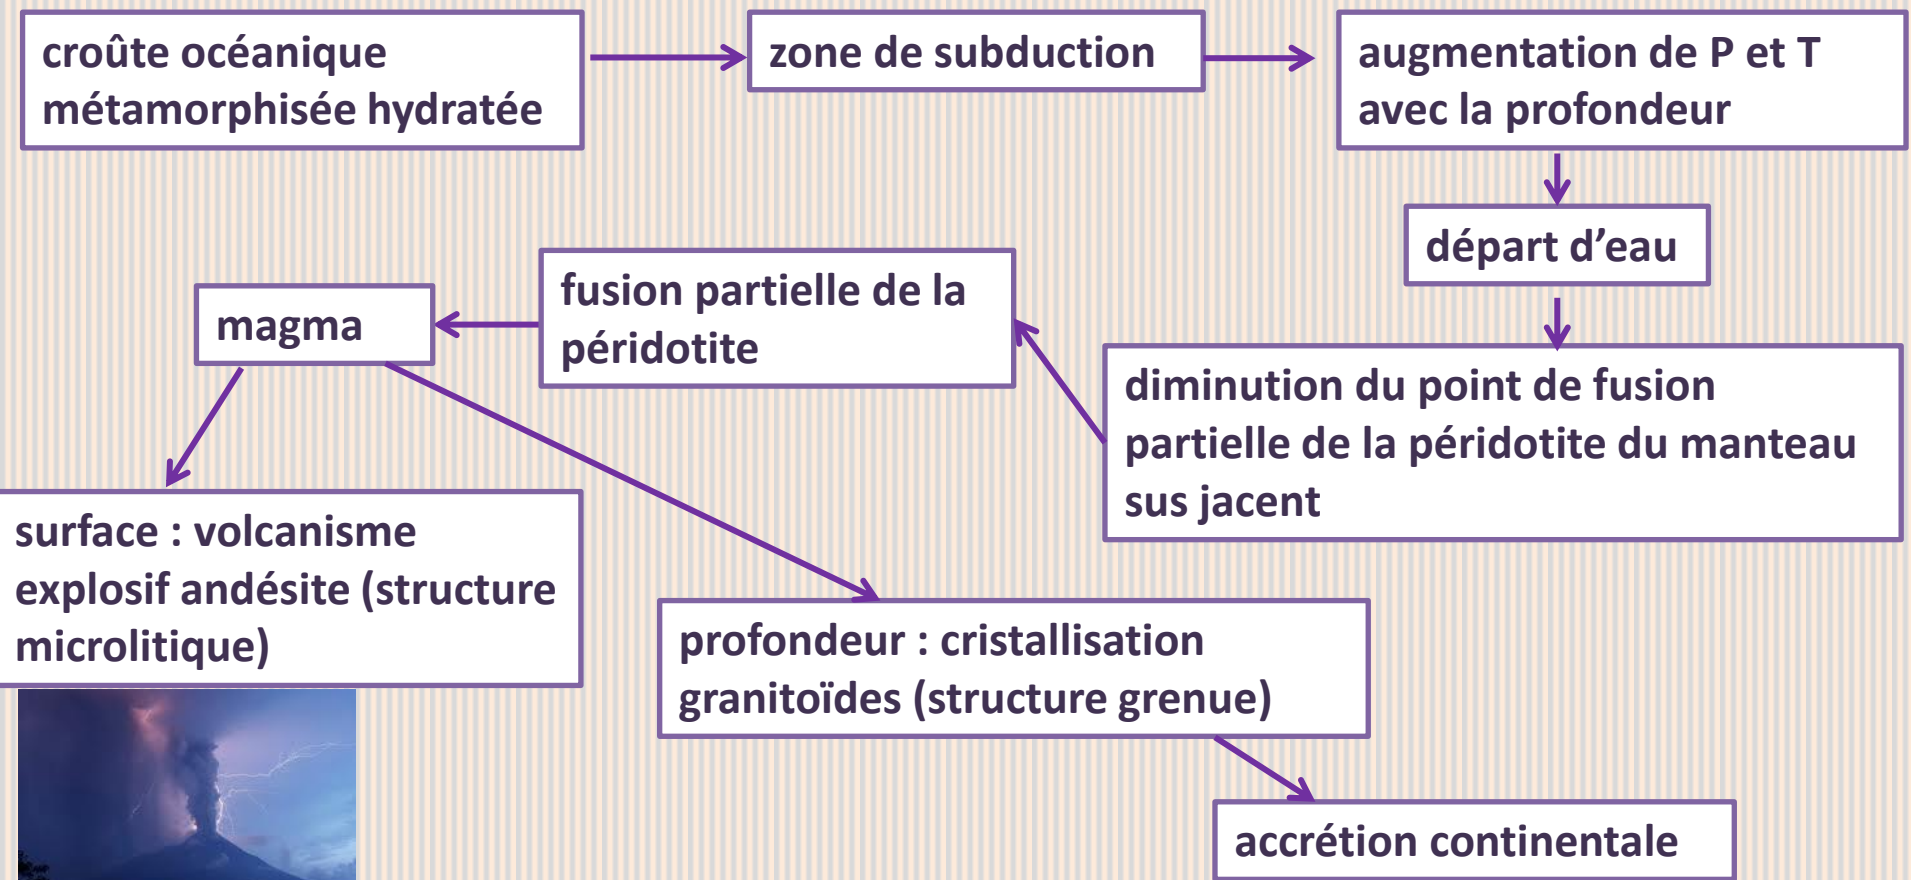 croûte océanique
métamorphisée hydratée
zone de subduction
augmentation de P et T
avec la profondeur
départ d’eau
diminution du point de fusion
partielle de la péridotite du manteau
sus jacent
fusion partielle de la
péridotite
magma
surface : volcanisme
explosif andésite (structure
microlitique)
profondeur : cristallisation
granitoïdes (structure grenue)
accrétion continentale